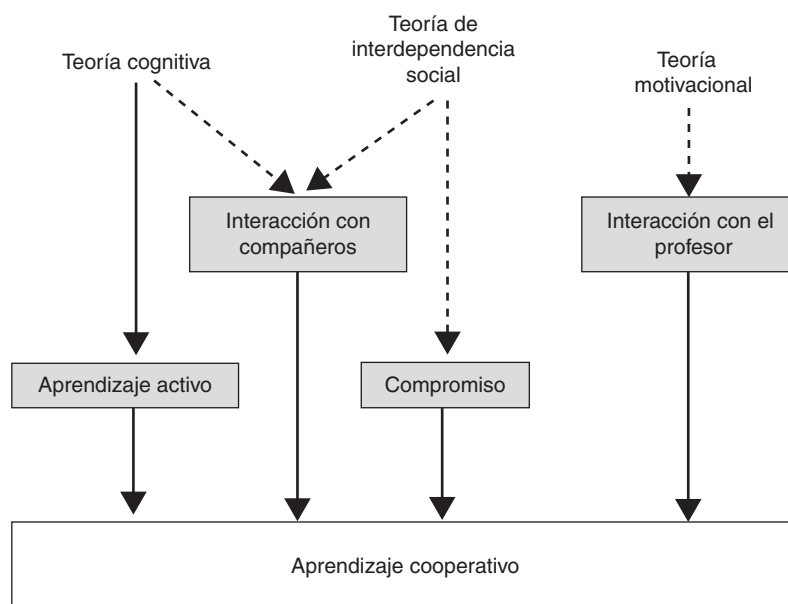 Teoría cognitiva
Teoría de
interdependencia
social
Teoría
motivacional
Interacción con
compañeros
Interacción con el
profesor
Aprendizaje activo
Compromiso
Aprendizaje cooperativo